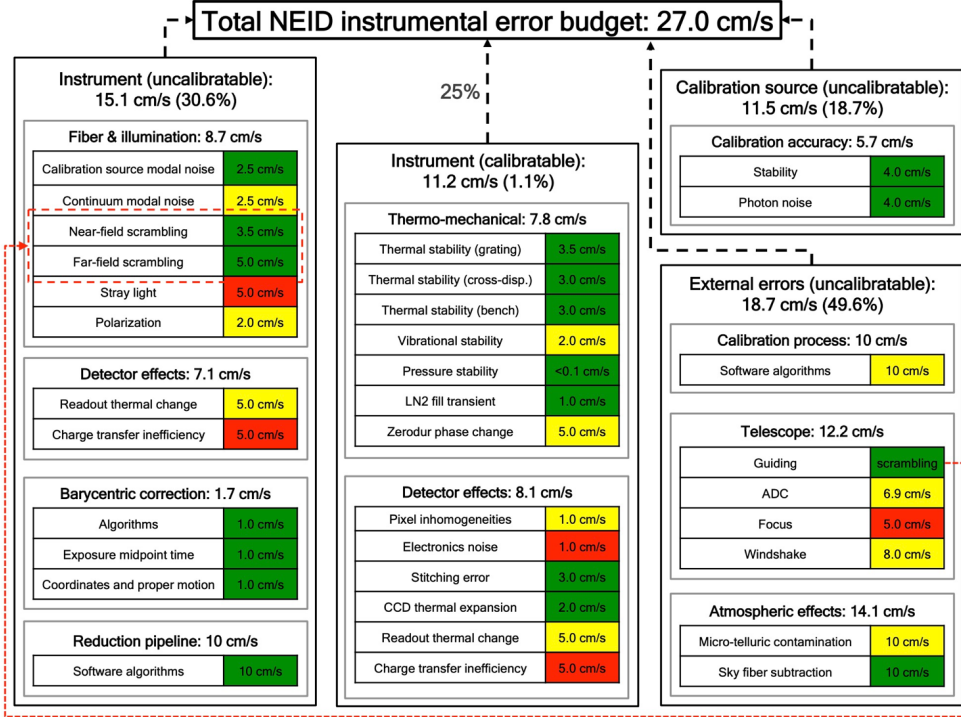 Total NEID instrumental error budget: 27.0 cm/s
25%
Instrument (uncalibratable):
15.1 cm/s (30.6%)
Fiber & illumination: 8.7 cm/s
Calibration source modal noise 2.5 cm/s
Continuum modal noise 2.5 cm/s
Near-field scrambling 3.5 cm/s
Far-field scrambling 5.0 cm/s
Stray light 5.0 cm/s
Polarization 2.0 cm/s
Detector effects: 7.1 cm/s
Readout thermal change 5.0 cm/s
Charge transfer inefficiency 5.0 cm/s
Barycentric correction: 1.7 cm/s
Algorithms 1.0 cm/s
Exposure midpoint time 1.0 cm/s
Coordinates and proper motion 1.0 cm/s
Reduction pipeline: 10 cm/s
Software algorithms 10 cm/s
Instrument (calibratable):
11.2 cm/s (1.1%)
Thermo-mechanical: 7.8 cm/s
Thermal stability (grating) 3.5 cm/s
Thermal stability (cross-disp.) 3.0 cm/s
Thermal stability (bench) 3.0 cm/s
Vibrational stability 2.0 cm/s
Pressure stability <0.1 cm/s
LN2 fill transient 1.0 cm/s
Zerodur phase change 5.0 cm/s
Detector effects: 8.1 cm/s
Pixel inhomogeneities 1.0 cm/s
Electronics noise 1.0 cm/s
Stitching error 3.0 cm/s
CCD thermal expansion 2.0 cm/s
Readout thermal change 5.0 cm/s
Charge transfer inefficiency 5.0 cm/s
Calibration source (uncalibratable):
11.5 cm/s (18.7%)
Calibration accuracy: 5.7 cm/s
Stability 4.0 cm/s
Photon noise 4.0 cm/s
External errors (uncalibratable):
18.7 cm/s (49.6%)
Calibration process: 10 cm/s
Software algorithms 10 cm/s
Telescope: 12.2 cm/s
Guiding scrambling
ADC 6.9 cm/s
Focus 5.0 cm/s
Windshake 8.0 cm/s
Atmospheric effects: 14.1 cm/s
Micro-telluric contamination 10 cm/s
Sky fiber subtraction 10 cm/s